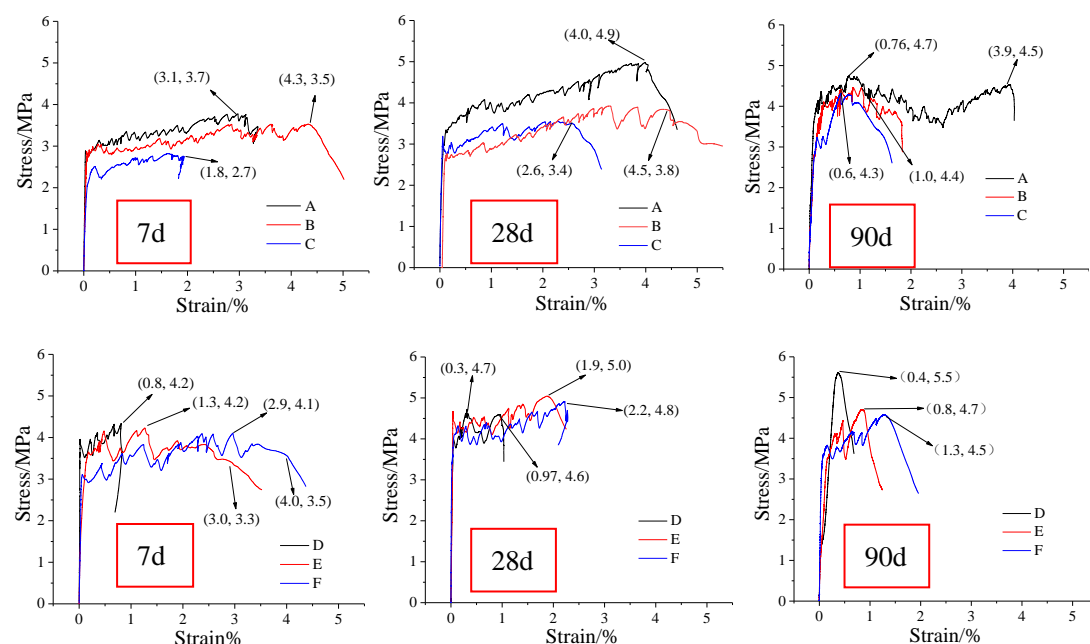 6
5
4
3
2
1
0
Stress/MPa
(3.1, 3.7)
(4.3, 3.5)
(1.8, 2.7)
A
B
C
7d
0 1 2 3 4 5
Strain/%
6
5
4
3
2
1
0
Stress/MPa
(4.0, 4.9)
(2.6, 3.4)
(4.5, 3.8)
A
B
C
28d
0 1 2 3 4 5
Strain/%
5
4
3
2
1
0
Stress/MPa
(0.76, 4.7)
(3.9, 4.5)
(0.6, 4.3)
(1.0, 4.4)
A
B
C
90d
0 1 2 3 4 5
Strain/%
6
5
4
3
2
1
0
Stress/MPa
(0.8, 4.2)
(1.3, 4.2)
(2.9, 4.1)
(4.0, 3.5)
(3.0, 3.3)
D
E
F
7d
0 1 2 3 4 5
Strain%
6
5
4
3
2
1
0
Stress/MPa
(0.3, 4.7)
(1.9, 5.0)
(2.2, 4.8)
(0.97, 4.6)
D
E
F
28d
0 1 2 3 4 5
Strain/%
6
5
4
3
2
1
0
Stress/MPa
(0.4, 5.5）
(0.8, 4.7）
(1.3, 4.5）
D
E
F
90d
0 1 2 3 4 5
Strain/%